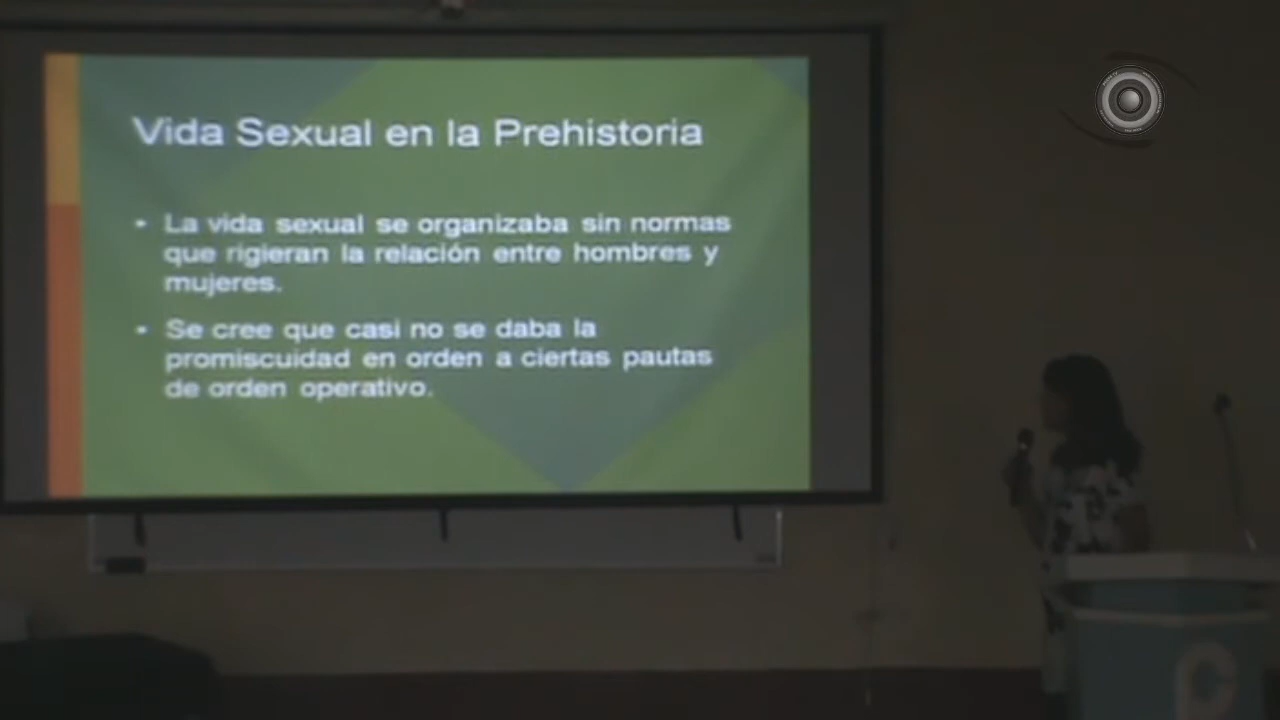 Vida Sexual en la Prehistoria
- La vida sexual se organizaba sin normas
que rigieran la relación entre hombres y
mujeres.
- Se cree que casi no se daba la
promiscuidad en orden a ciertas pautas
de orden operativo.